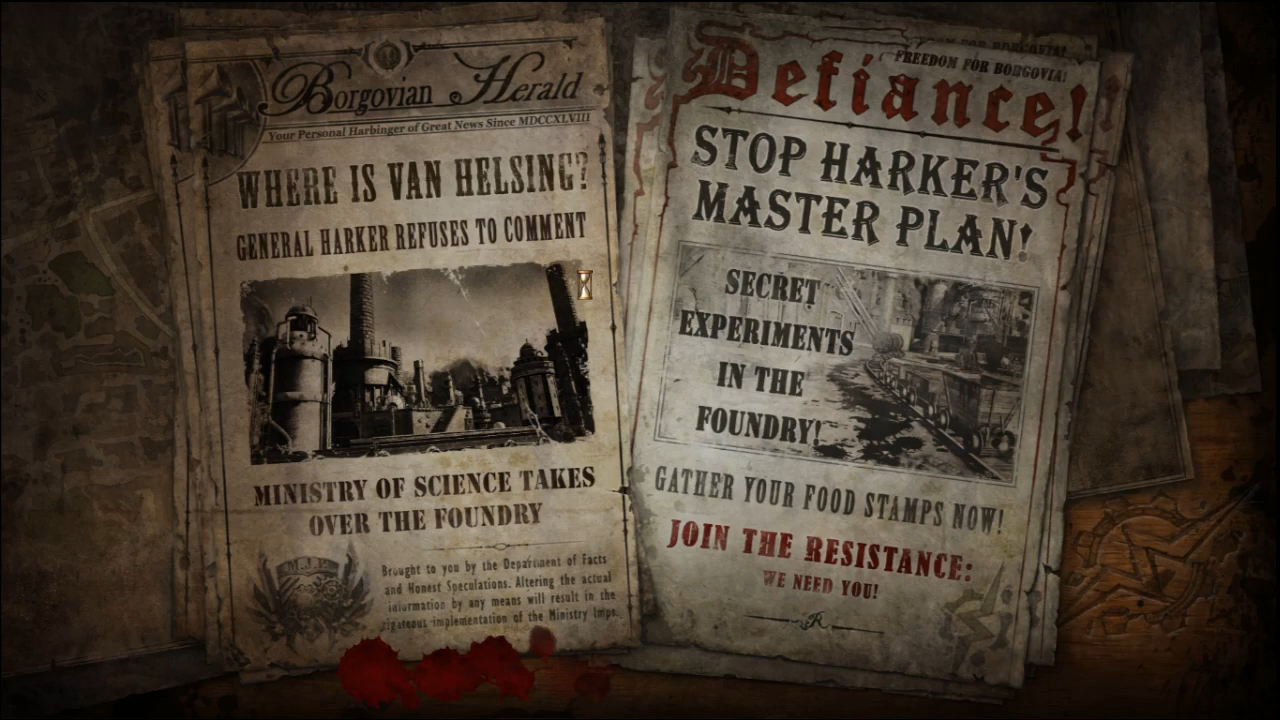 Borgovian Herald
Your Personal Harbinger of Great News Since MDCCXLVIII
WHERE IS VAN HELSING?
GENERAL HARKER REFUSES TO COMMENT
MINISTRY OF SCIENCE TAKES
OVER THE FOUNDRY
M.J.F.
Brought to you by the Department of Facts
and Honest Speculations. Altering the actual
information by any means will result in the
rigoteous implementation of the Ministry Imps.
FREEDOM FOR BORGOVIA!
Defiance!
STOP HARKER'S
MASTER PLAN!
SECRET
EXPERIMENTS
IN THE
FOUNDRY!
GATHER YOUR FOOD STAMPS NOW!
JOIN THE RESISTANCE:
WE NEED YOU!
R